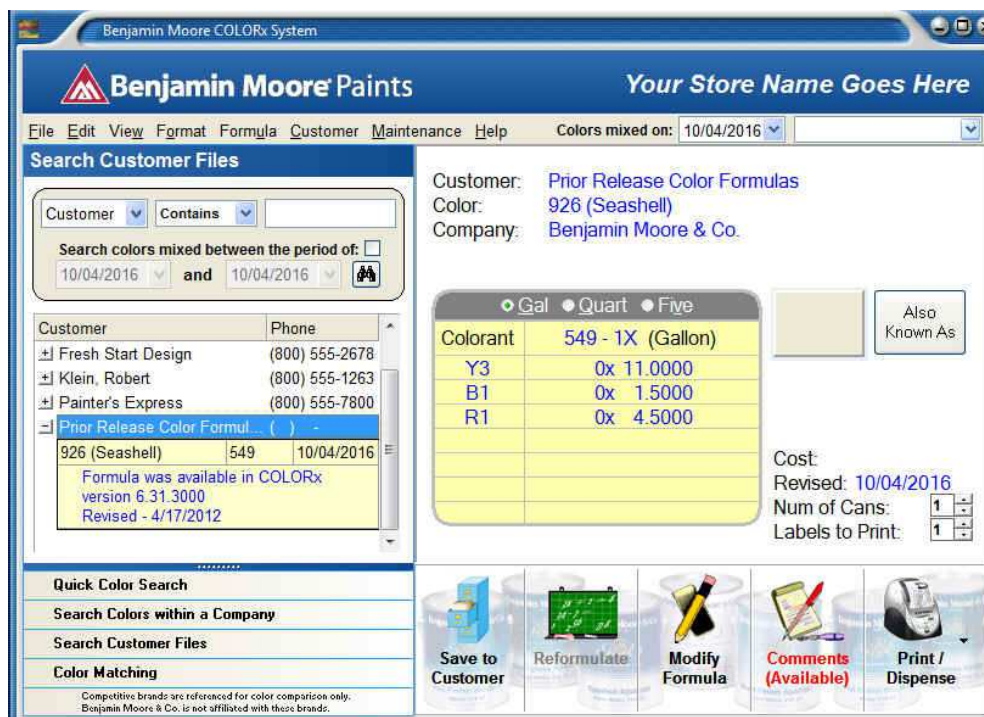 Benjamin Moore COLORx System
Benjamin Moore Paints
Your Store Name Goes Here
File Edit View Format Formula Customer Maintenance Help
Colors mixed on: 10/04/2016
Search Customer Files
Customer Contains
Search colors mixed between the period of:
10/04/2016 and 10/04/2016
Customer Phone
Fresh Start Design (800) 555-2678
Klein, Robert (800) 555-1263
Painter's Express (800) 555-7800
Prior Release Color Formul... ( ) -
926 (Seashell) 549 10/04/2016
Formula was available in COLORx
version 6.31.3000
Revised - 4/17/2012
Quick Color Search
Search Colors within a Company
Search Customer Files
Color Matching
Competitive brands are referenced for color comparison only.
Benjamin Moore & Co. is not affiliated with these brands.
Customer: Prior Release Color Formulas
Color: 926 (Seashell)
Company: Benjamin Moore & Co.
Gal Quart Five
Colorant 549 - 1X (Gallon)
Y3 0x 11.0000
B1 0x 1.5000
R1 0x 4.5000
Also
Known As
Cost:
Revised: 10/04/2016
Num of Cans: 1
Labels to Print: 1
Save to
Customer
Reformulate
Modify
Formula
Comments
(Available)
Print /
Dispense